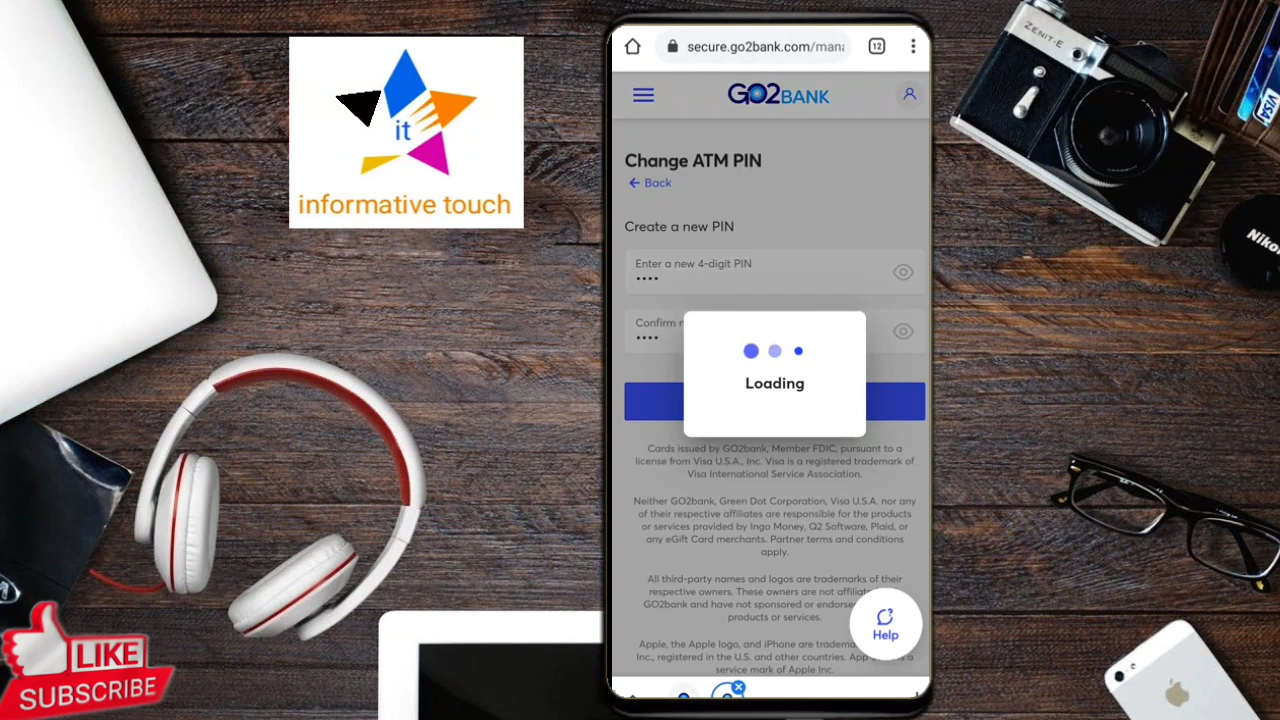 it
informative touch
LIKE
SUBSCRIBE
ZENIT-E
VISA
Nikon
secure.go2bank.com/mana
12
GO2BANK
Change ATM PIN
Back
Create a new PIN
Enter a new 4-digit PIN
••••
Confirm
••••
Loading
Cards issued by GO2bank, Member FDIC, pursuant to a
license from Visa U.S.A., Inc. Visa is a registered trademark of
Visa International Service Association.
Neither GO2bank, Green Dot Corporation, Visa U.S.A. nor any
of their respective affiliates are responsible for the products
or services provided by Ingo Money, Q2 Software, Plaid, or
any eGift Card merchants. Partner terms and conditions
apply.
All third-party names and logos are trademarks of their
respective owners. These owners are not affilia
GO2bank and have not sponsored or endorse
products or services.
Help
Apple, the Apple logo, and iPhone are tradema
Inc., registered in the U.S. and other countries. App a
service mark of Apple Inc.